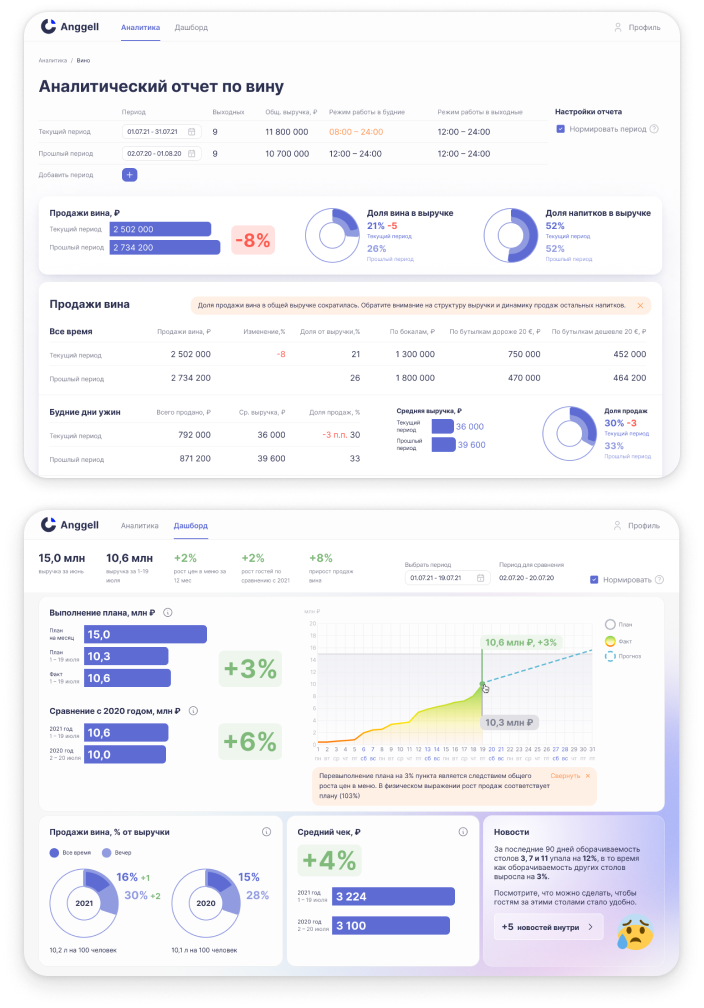 Anggell Аналитика Дашборд Профиль
Аналитика / Вино
Аналитический отчет по вину
Период Выходных Общ. выручка, ₽ Режим работы в будние Режим работы в выходные Настройки отчета
Текущий период 01.07.21 - 31.07.21 9 11 800 000 08:00 – 24:00 12:00 – 24:00 Нормировать период ?
Прошлый период 02.07.20 - 01.08.20 9 10 700 000 12:00 – 24:00 12:00 – 24:00
Добавить период +
Продажи вина, ₽
Текущий период 2 502 000
Прошлый период 2 734 200
-8%
Доля вина в выручке
21% -5
Текущий период
26%
Прошлый период
Доля напитков в выручке
52%
Текущий период
52%
Прошлый период
Продажи вина Доля продажи вина в общей выручке сократилась. Обратите внимание на структуру выручки и динамику продаж остальных напитков. ×
Все время Продажи вина, ₽ Изменение,% Доля от выручки,% По бокалам, ₽ По бутылкам дороже 20 €, ₽ По бутылкам дешевле 20 €, ₽
Текущий период 2 502 000 -8 21 1 300 000 750 000 452 000
Прошлый период 2 734 200 26 1 800 000 470 000 464 200
Будние дни ужин Всего продано, ₽ Ср. выручка, ₽ Доля продаж, %
Текущий период 792 000 36 000 -3 п.п. 30
Прошлый период 871 200 39 600 33
Средняя выручка, ₽
Текущий
период 36 000
Прошлый
период 39 600
Доля продаж
30% -3
Текущий период
33%
Прошлый период
Anggell Аналитика Дашборд Профиль
15,0 млн
выручка за июнь
10,6 млн
выручка за 1-19
июля
+2%
рост цен в меню за
12 мес
+2%
рост гостей по
сравнению с 2021
+8%
прирост продаж
вина
Выбрать период
01.07.21 - 19.07.21
Период для сравнения
02.07.20 - 20.07.20
Нормировать ?
Выполнение плана, млн ₽
План
на месяц 15,0
План
1 – 19 июля 10,3
Факт
1 – 19 июля 10,6
+3%
Сравнение с 2020 годом, млн ₽
2021 год
1 – 19 июля 10,6
2020 год
2 – 20 июля 10,0
+6%
млн ₽
20
18
16
14
12
10
8
6
4
2
0
10,6 млн ₽, +3%
10,3 млн ₽
1 2 3 4 5 6 7 8 9 10 11 12 13 14 15 16 17 18 19 20 21 22 23 24 25 26 27 28 29 30 31
План
Факт
Прогноз
Перевыполнение плана на 3% пункта является следствием общего Свернуть ×
роста цен в меню. В физическом выражении рост продаж соответствует
плану (103%)
Продажи вина, % от выручки
Все время Вечер
2021
16% +1
30% +2
10,2 л на 100 человек
2020
15%
28%
10,1 л на 100 человек
Средний чек, ₽
+4%
2021 год
1 – 19 июля 3 224
2020 год
2 – 20 июля 3 100
Новости
За последние 90 дней оборачиваемость
столов 3, 7 и 11 упала на 12%, в то время
как оборачиваемость других столов
выросла на 3%.
Посмотрите, что можно сделать, чтобы
гостям за этими столами стало удобно.
+5 новостей внутри